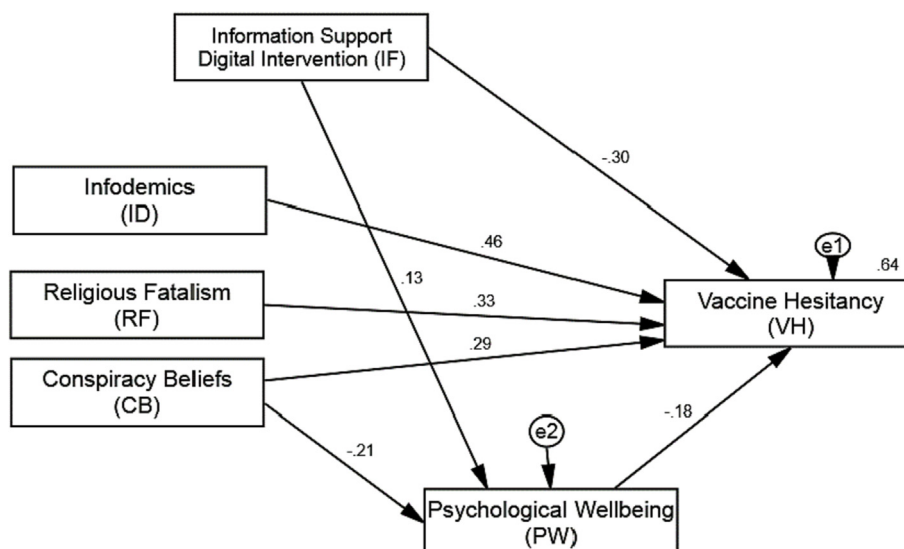 Information Support
Digital Intervention (IF)
-.30
Infodemics
(ID)
.46
e1
.64
.13
Religious Fatalism
(RF)
.33
Vaccine Hesitancy
(VH)
.29
Conspiracy Beliefs
(CB)
-.18
e2
-.21
Psychological Wellbeing
(PW)